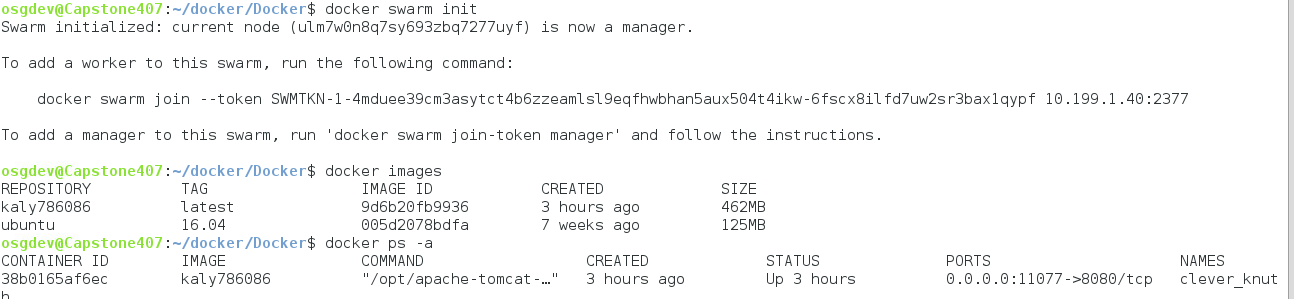 osgdev@Capstone407:~/docker/Docker$ docker swarm init
Swarm initialized: current node (ulm7w0n8q7sy693zbq7277uyf) is now a manager.
To add a worker to this swarm, run the following command:
docker swarm join --token SWMTKN-1-4mduee39cm3asytct4b6zzeamlsl9eqfhwbhan5aux504t4ikw-6fscx8ilfd7uw2sr3bax1qypf 10.199.1.40:2377
To add a manager to this swarm, run 'docker swarm join-token manager' and follow the instructions.
osgdev@Capstone407:~/docker/Docker$ docker images
REPOSITORY TAG IMAGE ID CREATED SIZE
kaly786086 latest 9d6b20fb9936 3 hours ago 462MB
ubuntu 16.04 005d2078bdfa 7 weeks ago 125MB
osgdev@Capstone407:~/docker/Docker$ docker ps -a
CONTAINER ID IMAGE COMMAND CREATED STATUS PORTS NAMES
38b0165af6ec kaly786086 "/opt/apache-tomcat-…" 3 hours ago Up 3 hours 0.0.0.0:11077->8080/tcp clever_knut
h